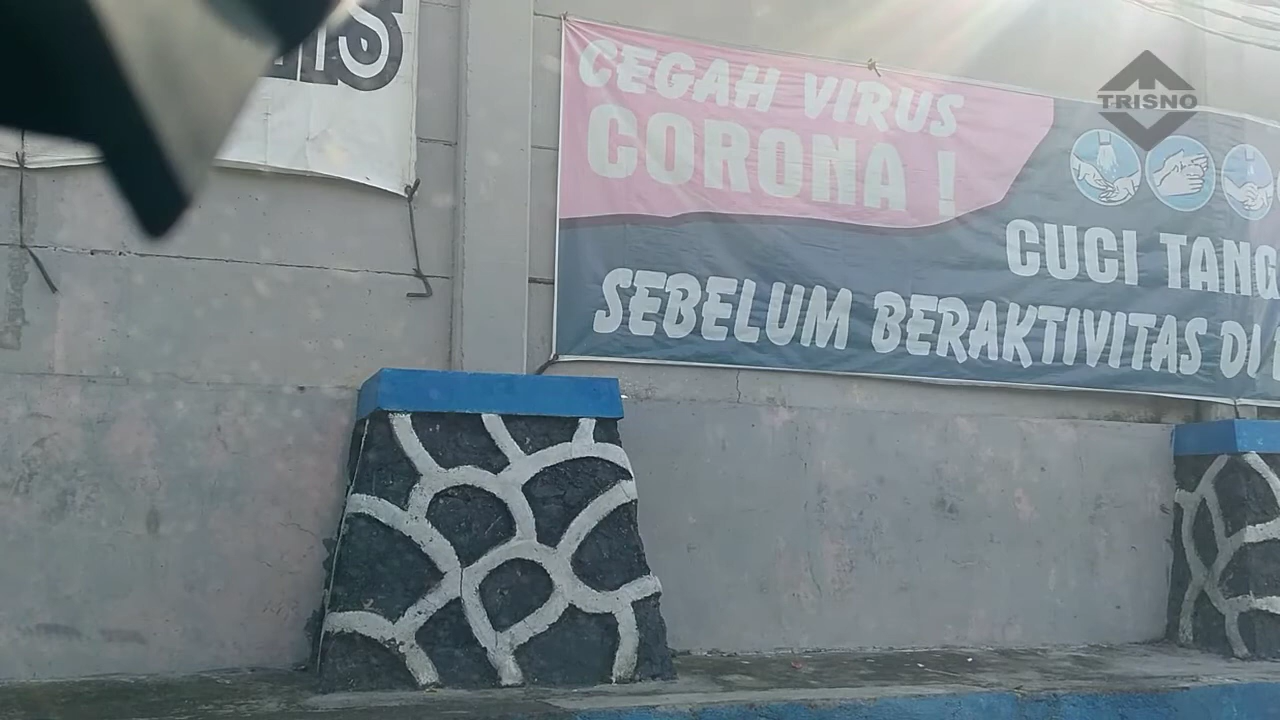 TRISNO
CEGAH VIRUS
CORONA !
CUCI TANG
SEBELUM BERAKTIVITAS DI